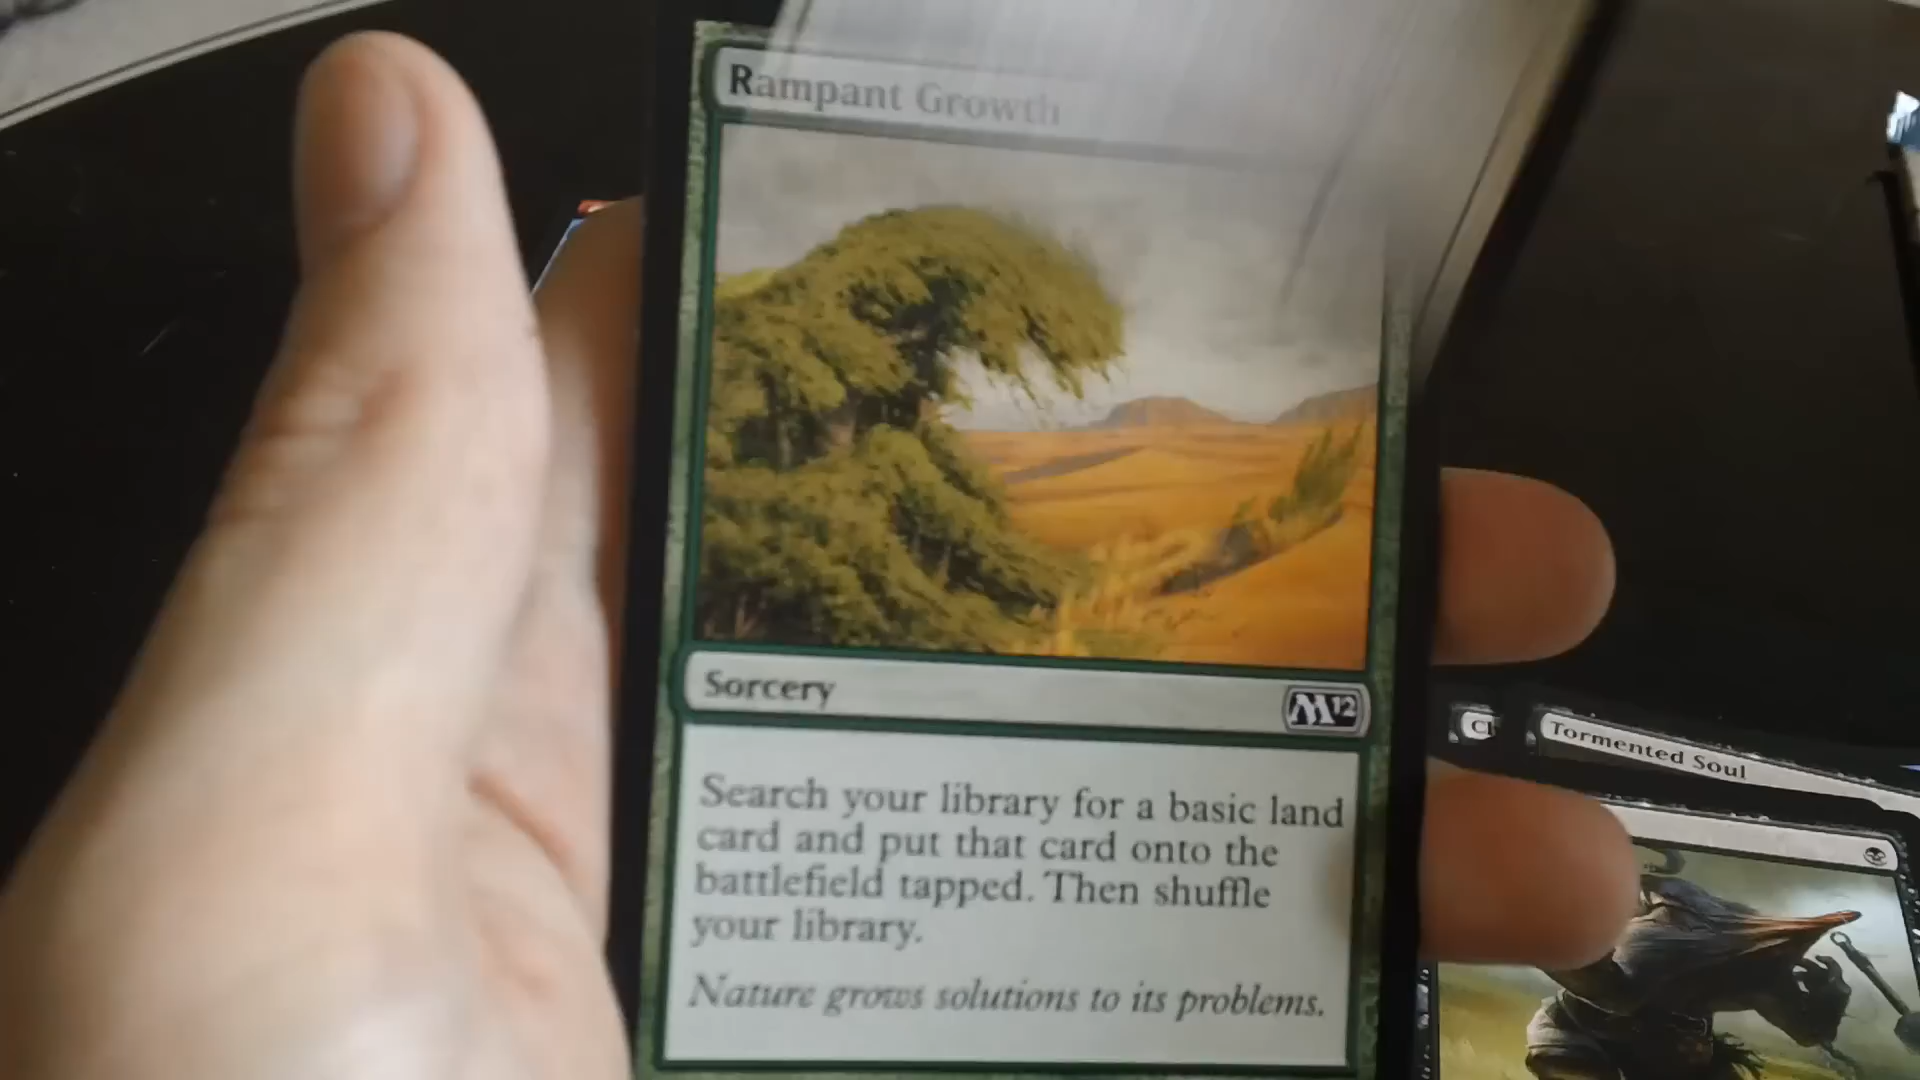 Rampant Growth
Sorcery
M12
Search your library for a basic land
card and put that card onto the
battlefield tapped. Then shuffle
your library.
Nature grows solutions to its problems.
Tormented Soul